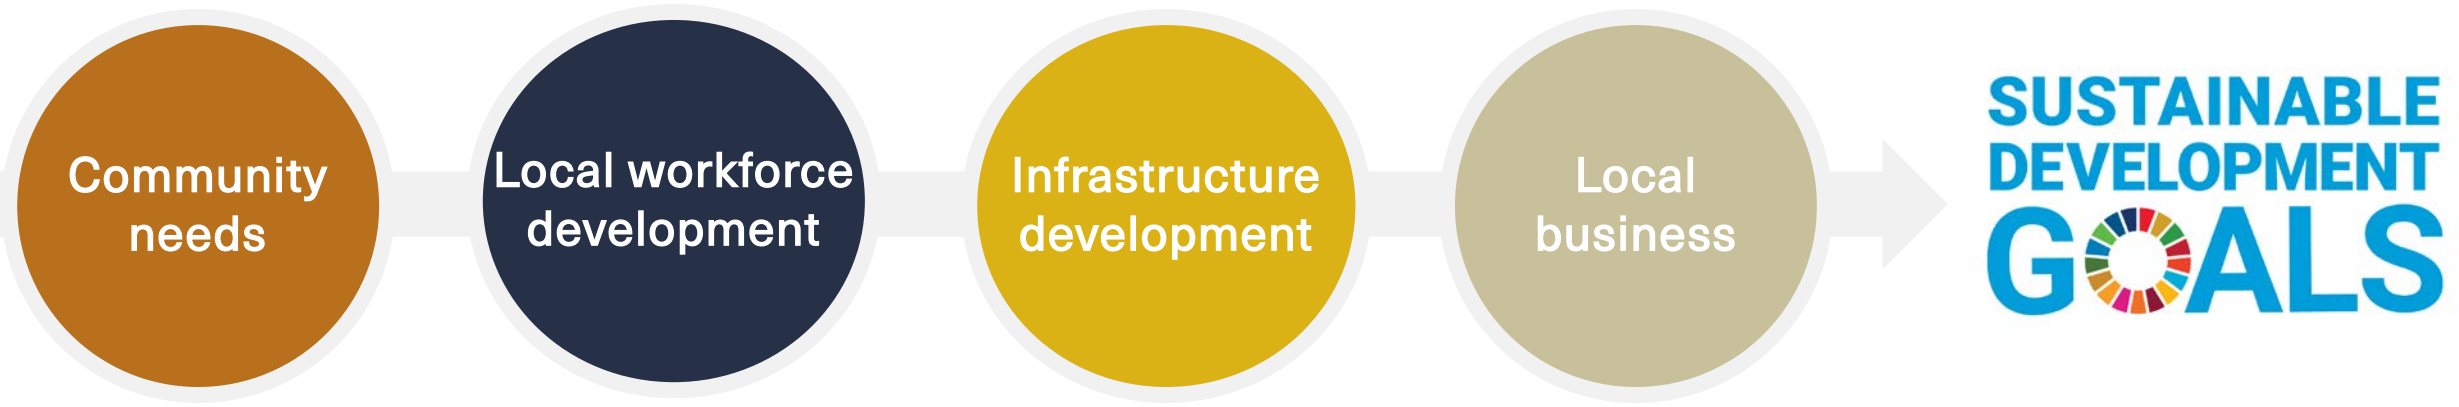 Community
needs
Local workforce
development
Infrastructure
development
Local
business
SUSTAINABLE
DEVELOPMENT
GOALS